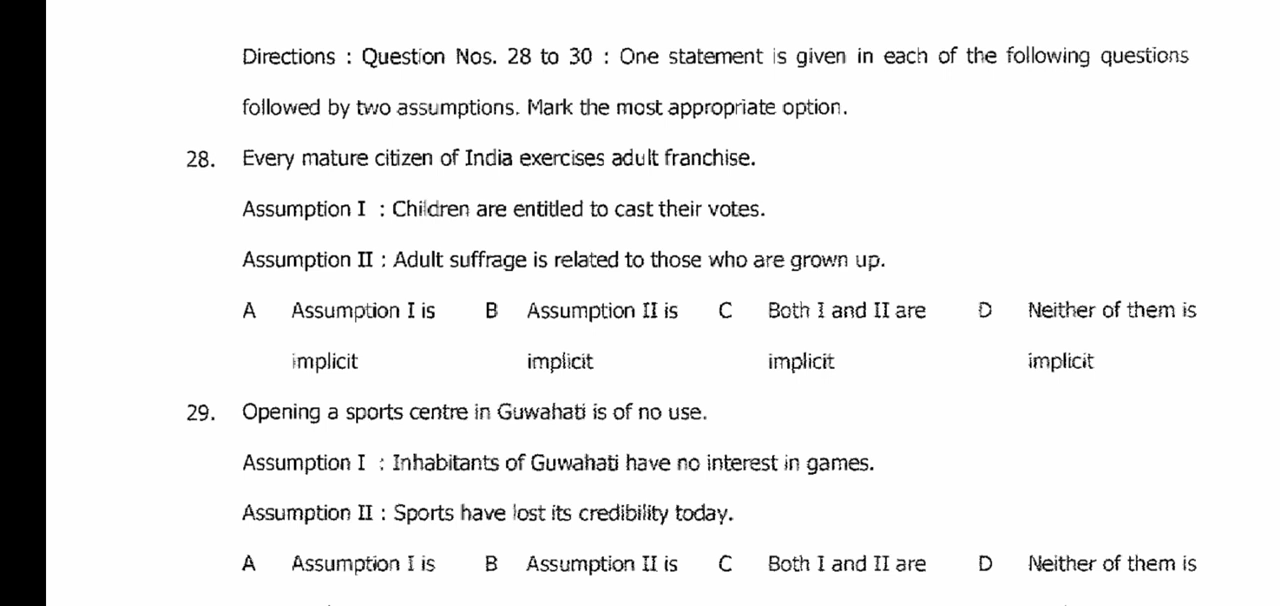 Directions : Question Nos. 28 to 30 : One statement is given in each of the following questions
followed by two assumptions. Mark the most appropriate option.
28. Every mature citizen of India exercises adult franchise.
Assumption I : Children are entitled to cast their votes.
Assumption II : Adult suffrage is related to those who are grown up.
A Assumption I is B Assumption II is C Both I and II are D Neither of them is
implicit implicit implicit implicit
29. Opening a sports centre in Guwahati is of no use.
Assumption I : Inhabitants of Guwahati have no interest in games.
Assumption II : Sports have lost its credibility today.
A Assumption I is B Assumption II is C Both I and II are D Neither of them is